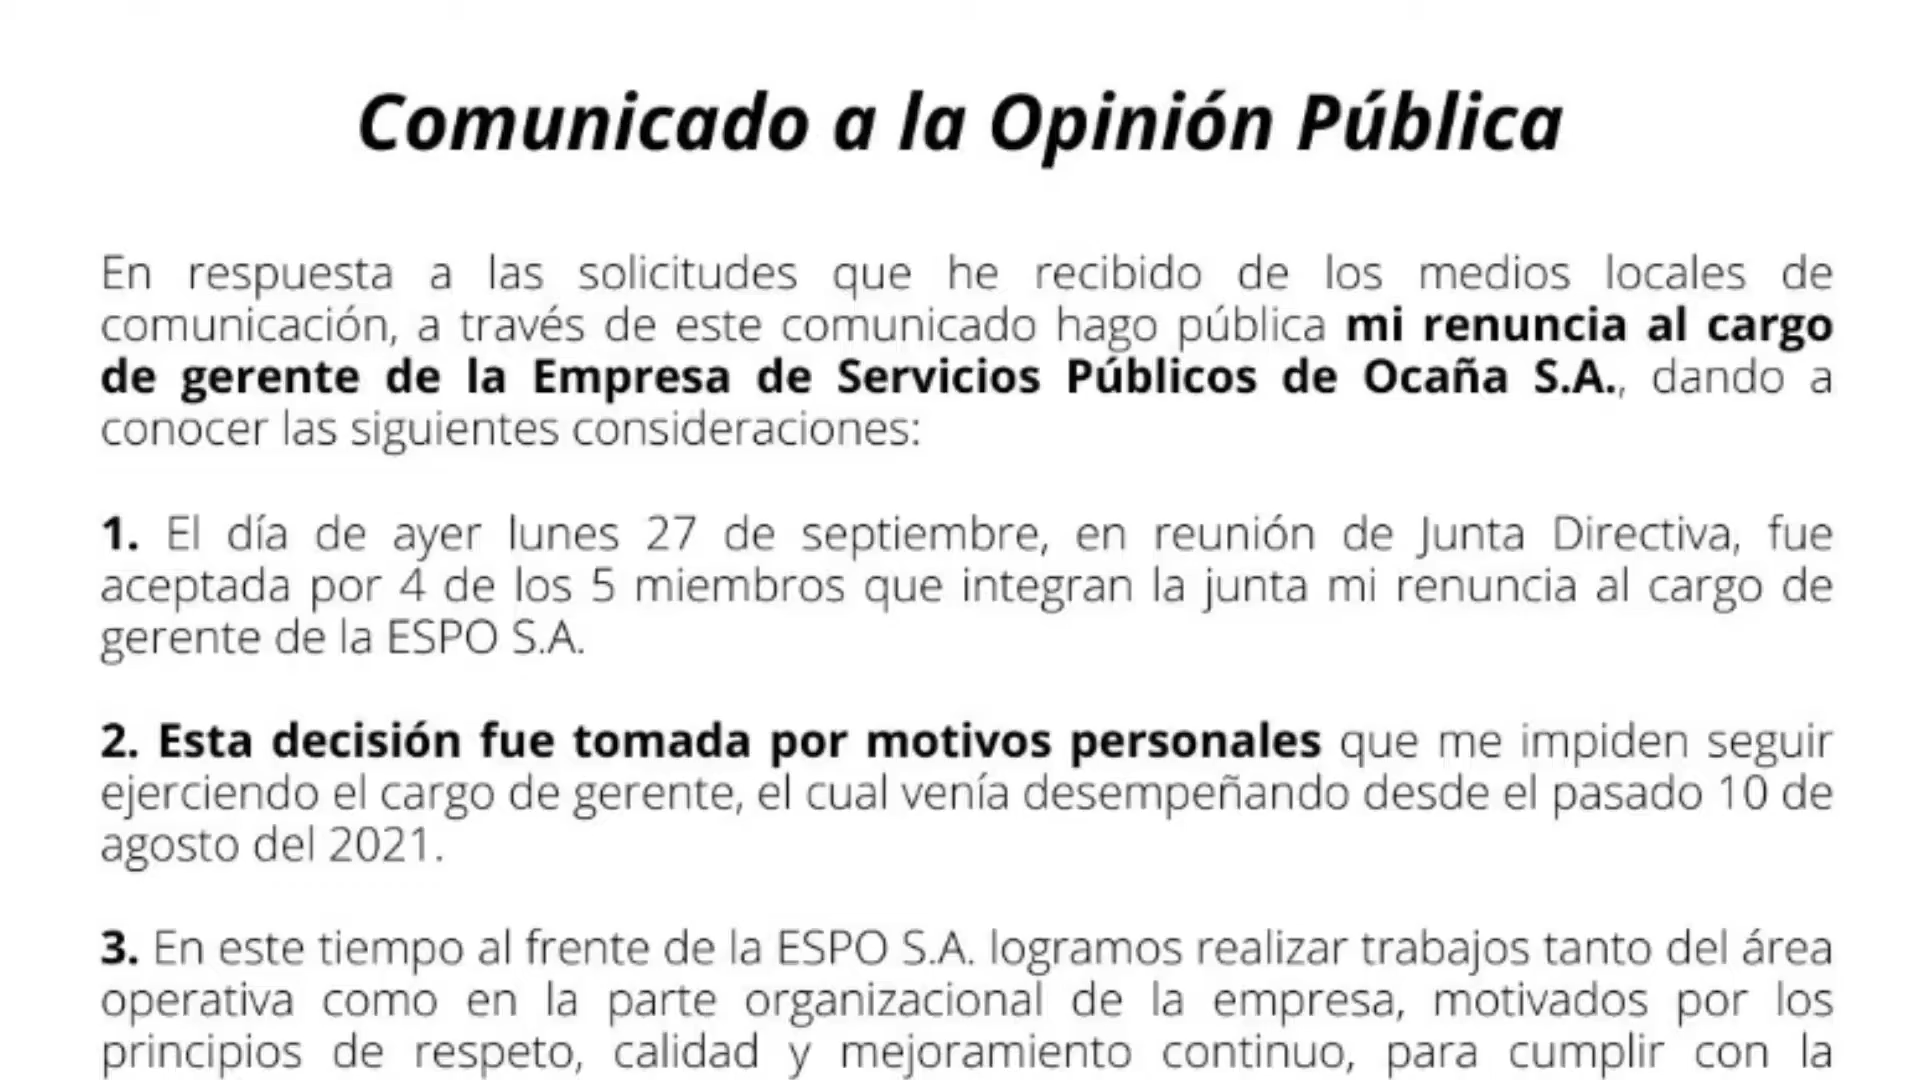 Comunicado a la Opinión Pública
En respuesta a las solicitudes que he recibido de los medios locales de
comunicación, a través de este comunicado hago pública mi renuncia al cargo
de gerente de la Empresa de Servicios Públicos de Ocaña S.A., dando a
conocer las siguientes consideraciones:
1. El día de ayer lunes 27 de septiembre, en reunión de Junta Directiva, fue
aceptada por 4 de los 5 miembros que integran la junta mi renuncia al cargo de
gerente de la ESPO S.A.
2. Esta decisión fue tomada por motivos personales que me impiden seguir
ejerciendo el cargo de gerente, el cual venía desempeñando desde el pasado 10 de
agosto del 2021.
3. En este tiempo al frente de la ESPO S.A. logramos realizar trabajos tanto del área
operativa como en la parte organizacional de la empresa, motivados por los
principios de respeto, calidad y mejoramiento continuo, para cumplir con la